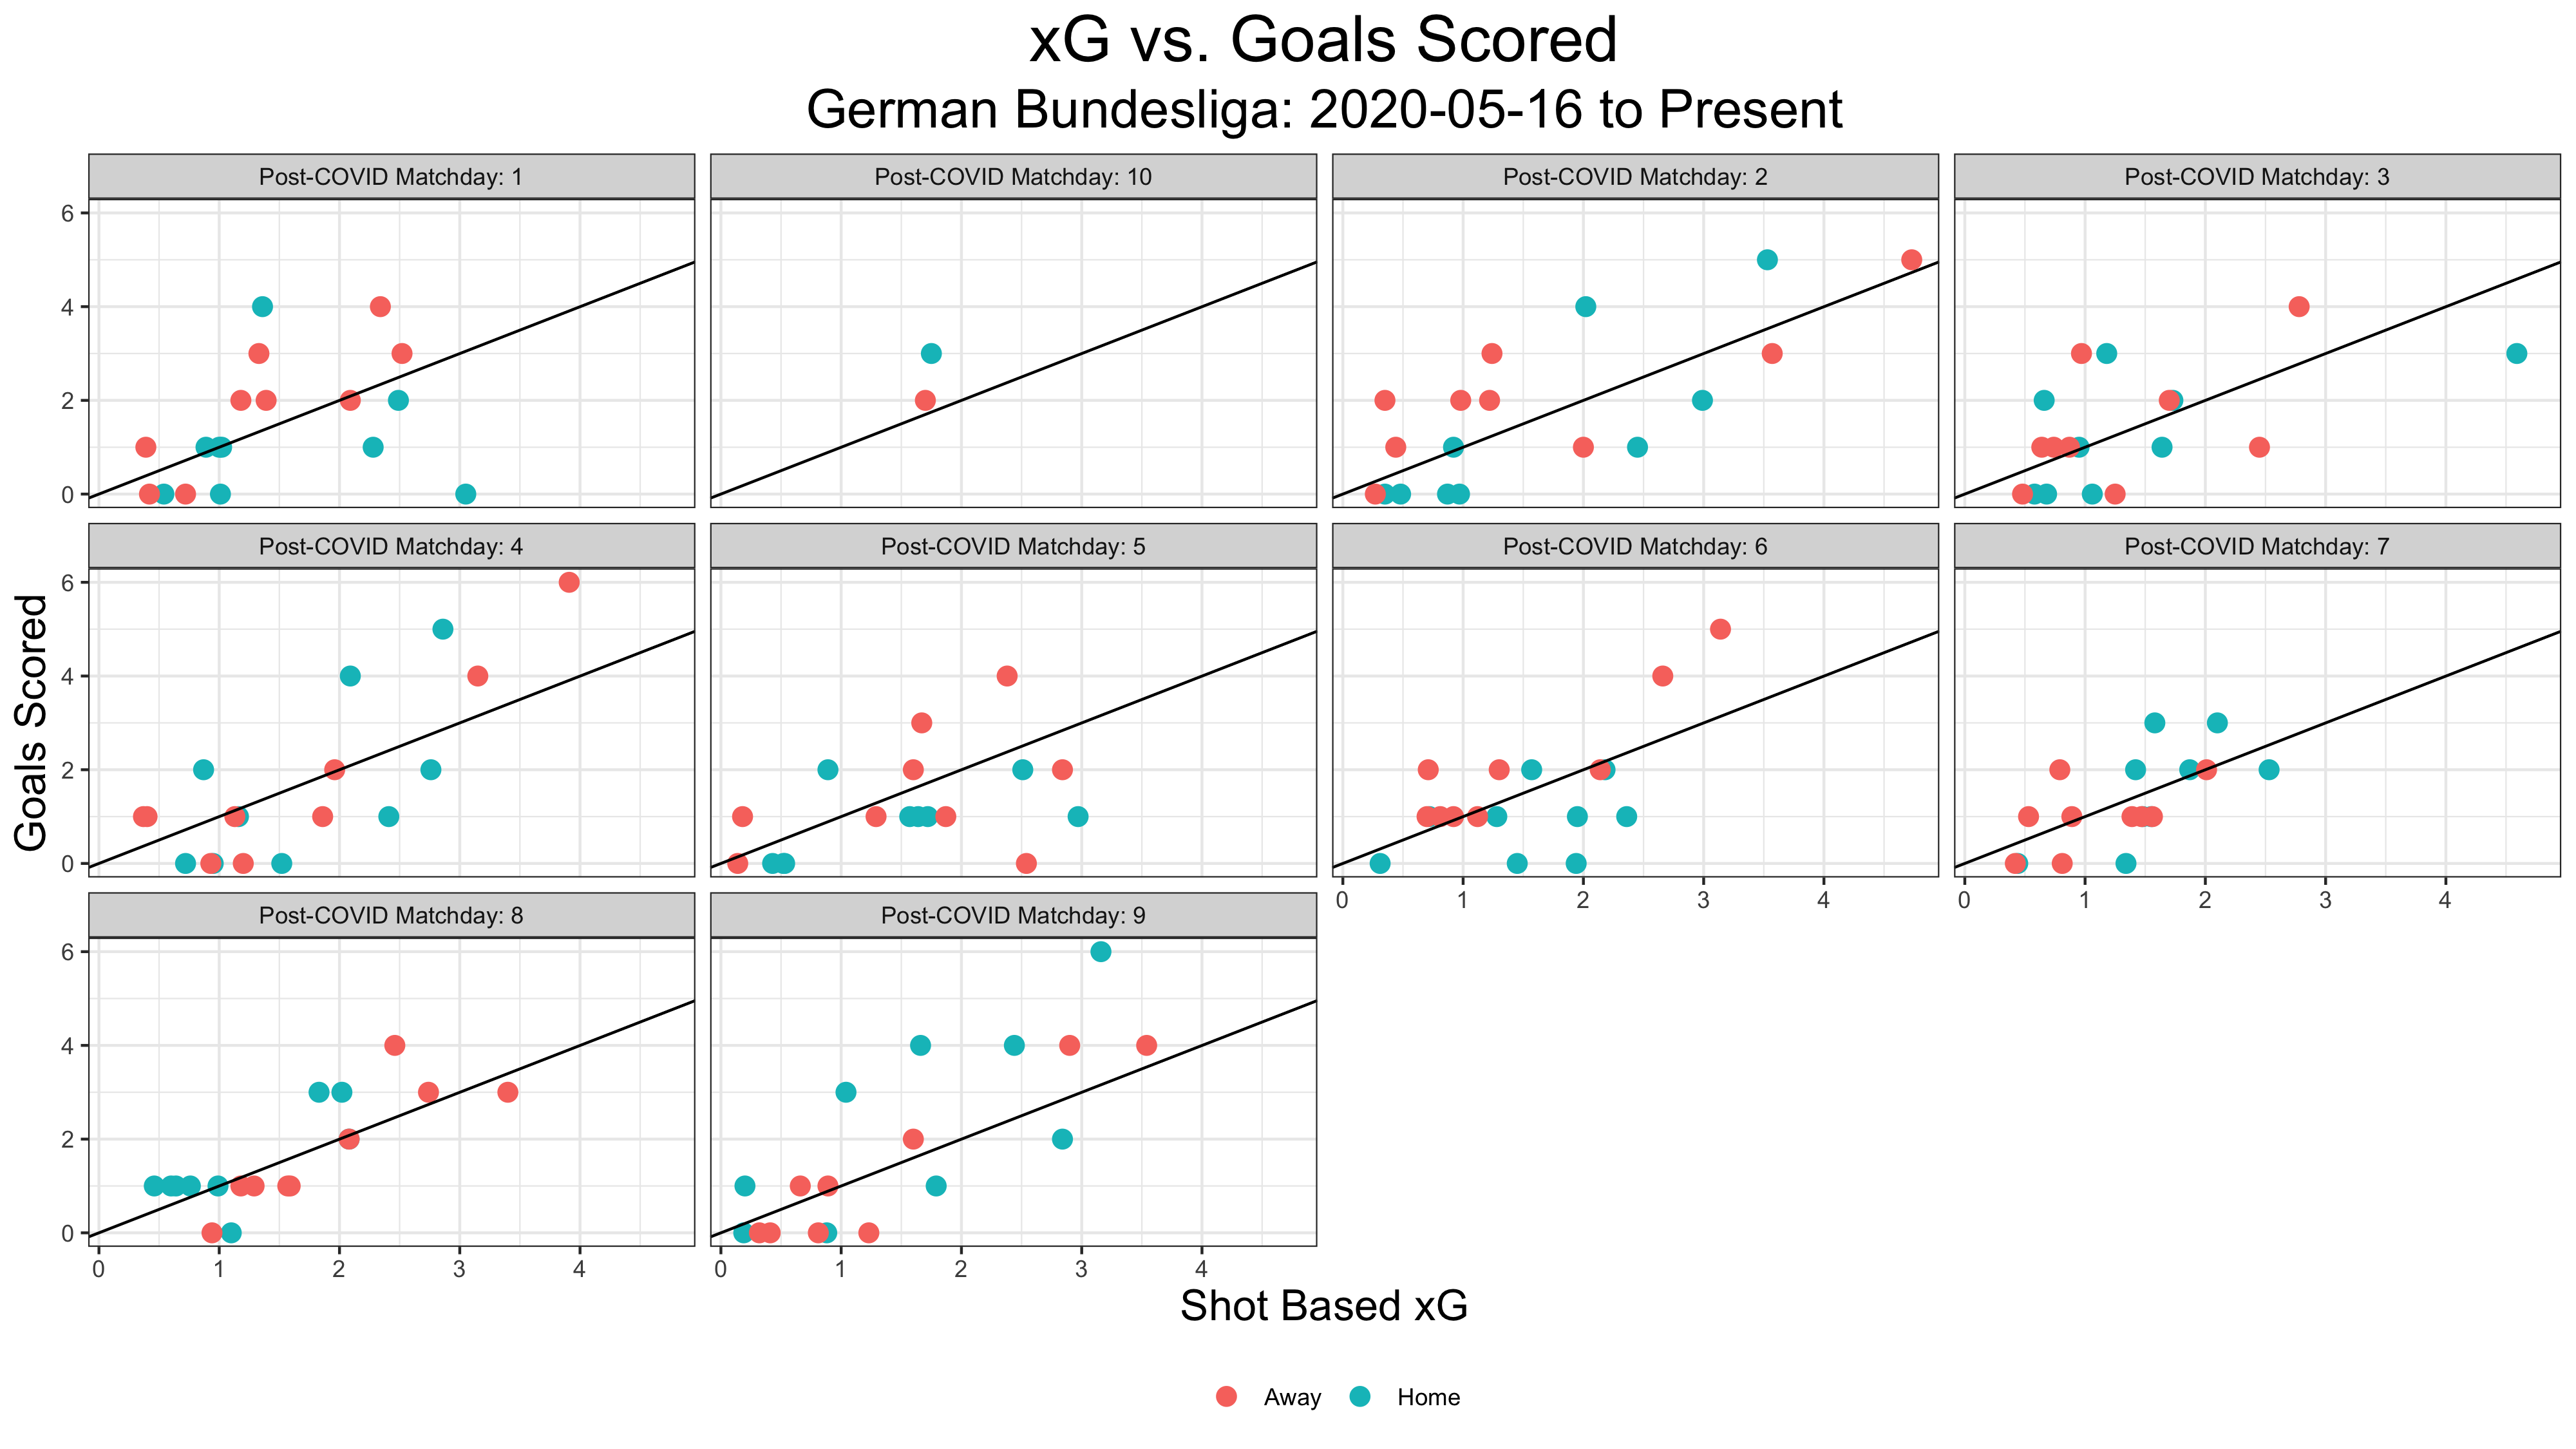 xG vs. Goals Scored
German Bundesliga: 2020-05-16 to Present
Post-COVID Matchday: 1
Post-COVID Matchday: 10
Post-COVID Matchday: 2
Post-COVID Matchday: 3
6
4
2
0
Post-COVID Matchday: 4
Post-COVID Matchday: 5
Post-COVID Matchday: 6
Post-COVID Matchday: 7
Goals Scored
6
4
2
0
0 1 2 3 4
0 1 2 3 4
Post-COVID Matchday: 8
Post-COVID Matchday: 9
6
4
2
0
0 1 2 3 4
0 1 2 3 4
Shot Based xG
Away Home